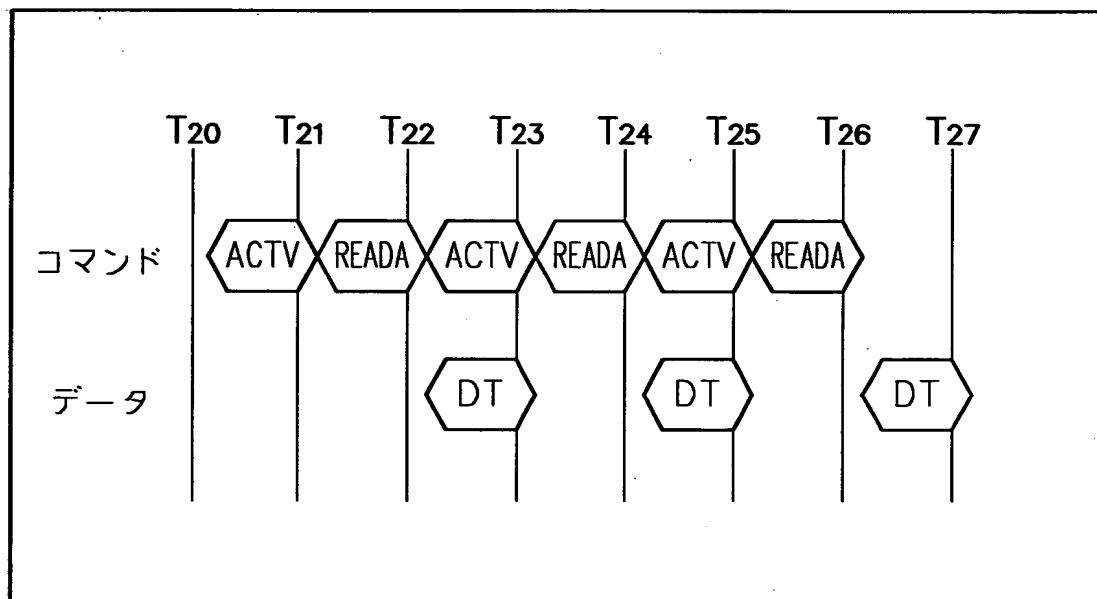 T20 T21 T22 T23 T24 T25 T26 T27
コマンド ACTV READA ACTV READA ACTV READA
データ DT DT DT